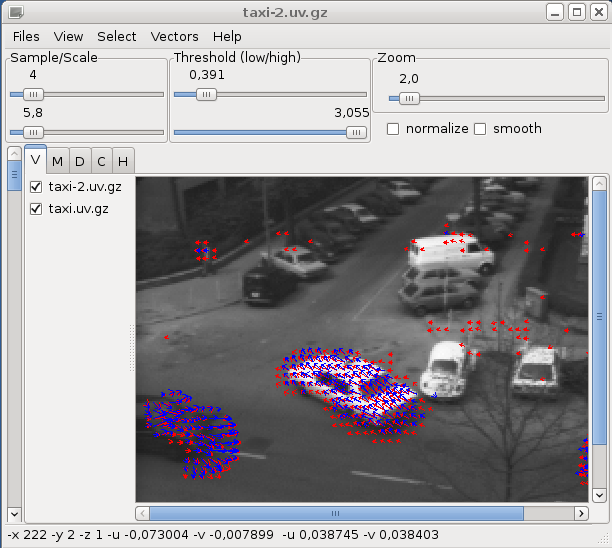 taxi-2.uv.gz
Files View Select Vectors Help
Sample/Scale Threshold (low/high) Zoom
4 0,391 2,0
5,8 3,055
normalize smooth
V M D C H
taxi-2.uv.gz
taxi.uv.gz
-x 222 -y 2 -z 1 -u -0,073004 -v -0,007899 -u 0,038745 -v 0,038403